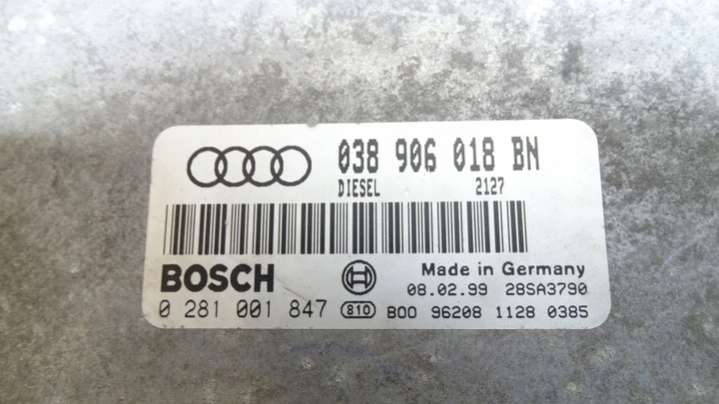 038 906 018 BN
DIESEL 2127
BOSCH Made in Germany
08.02.99 28SA3790
0 281 001 847 810 B00 96208 1128 0385